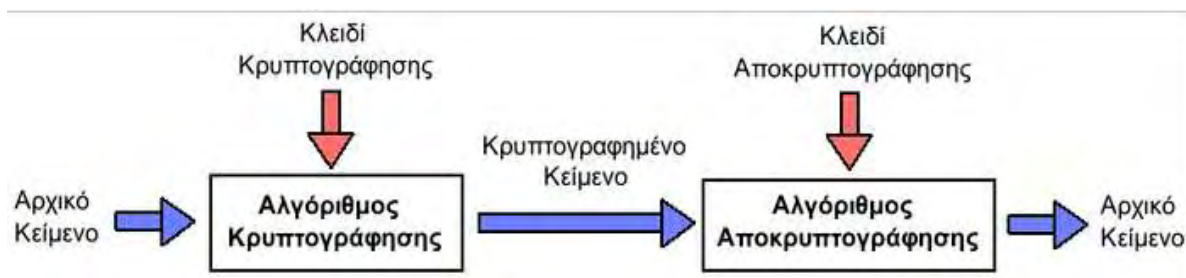 Κλειδί
Κρυπτογράφησης
Κλειδί
Αποκρυπτογράφησης
Αρχικό
Κείμενο
Αλγόριθμος
Κρυπτογράφησης
Κρυπτογραφημένο
Κείμενο
Αλγόριθμος
Αποκρυπτογράφησης
Αρχικό
Κείμενο